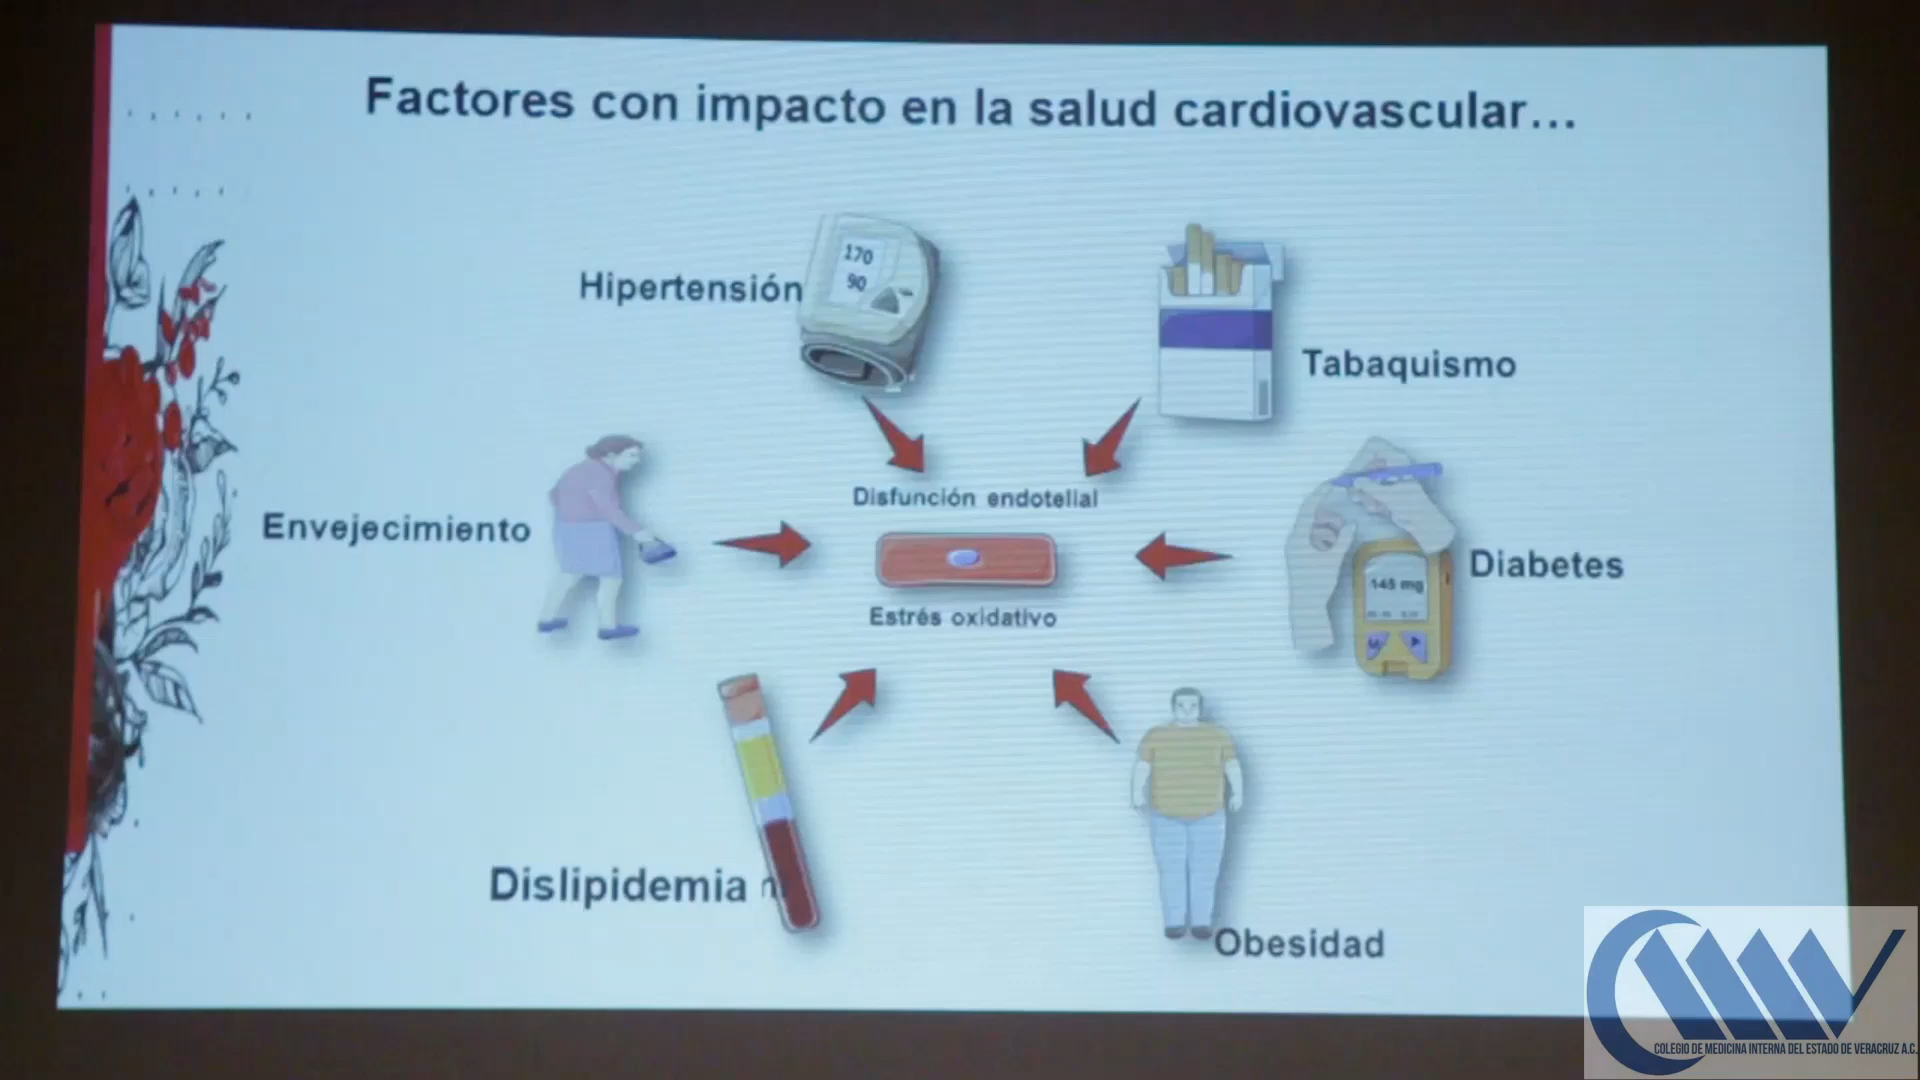 Factores con impacto en la salud cardiovascular...
170
90
Hipertensión
Tabaquismo
Disfunción endotelial
Envejecimiento
Diabetes
145 mg
Estrés oxidativo
Dislipidemia
Obesidad
COLEGIO DE MEDICINA INTERNA DEL ESTADO DE VERACRUZ A.C.